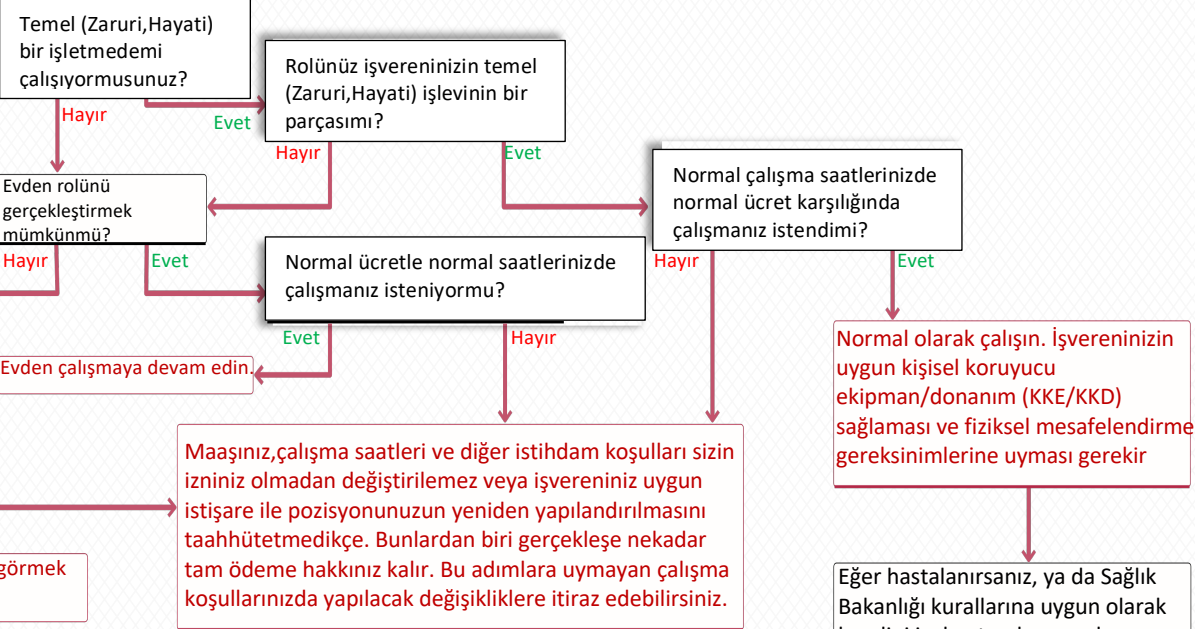 Temel (Zaruri,Hayati)
bir işletmedemi
çalışıyormusunuz?
Hayır
Evet
Rolünüz işvereninizin temel
(Zaruri,Hayati) işlevinin bir
parçasımı?
Hayır
Evet
Evden rolünü
gerçekleştirmek
mümkünmü?
Hayır
Evet
Normal ücretle normal saatlerinizde
çalışmanız isteniyormu?
Evet
Hayır
Normal çalışma saatlerinizde
normal ücret karşılığında
çalışmanız istendimi?
Hayır
Evet
Evden çalışmaya devam edin.
Normal olarak çalışın. İşvereninizin
uygun kişisel koruyucu
ekipman/donanım (KKE/KKD)
sağlaması ve fiziksel mesafelendirme
gereksinimlerine uyması gerekir
Maaşınız,çalışma saatleri ve diğer istihdam koşulları sizin
izniniz olmadan değiştirilemez veya işvereniniz uygun
istişare ile pozisyonunuzun yeniden yapılandırılmasını
taahhütetmedikçe. Bunlardan biri gerçekleşe nekadar
tam ödeme hakkınız kalır. Bu adımlara uymayan çalışma
koşullarınızda yapılacak değişikliklere itiraz edebilirsiniz.
görmek
Eğer hastalanırsanız, ya da Sağlık
Bakanlığı kurallarına uygun olarak